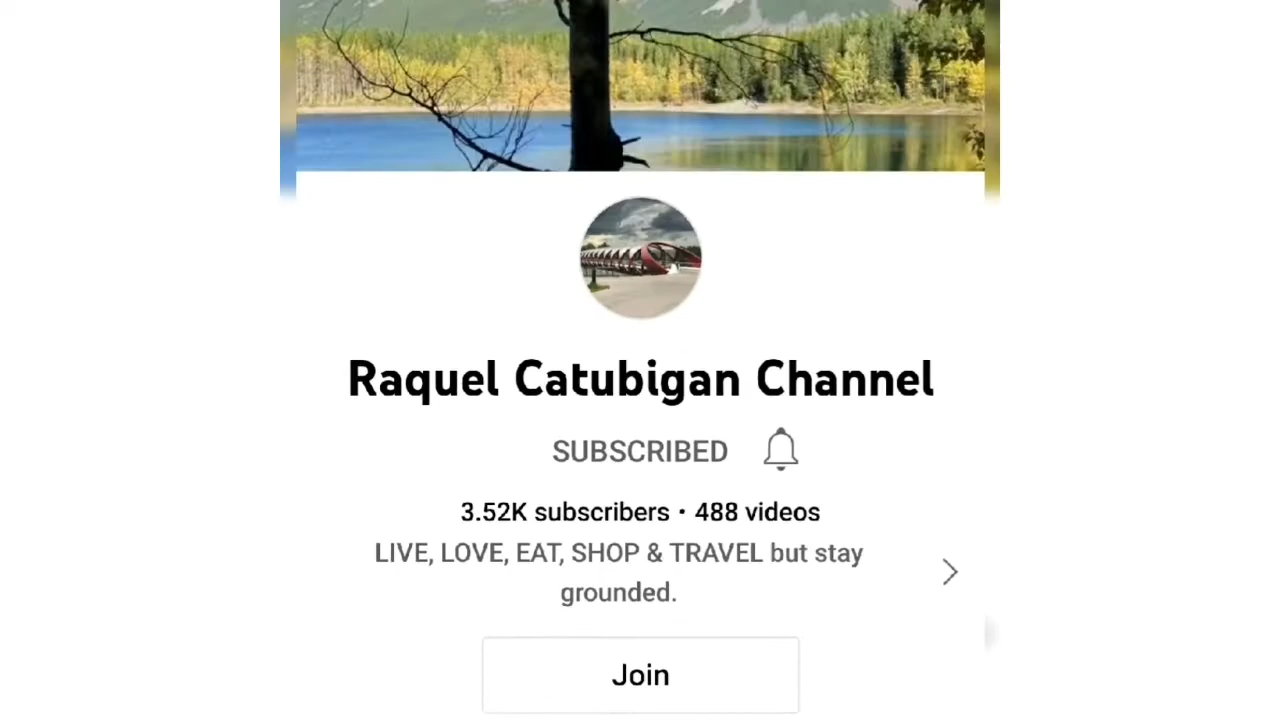 Raquel Catubigan Channel
SUBSCRIBED
3.52K subscribers • 488 videos
LIVE, LOVE, EAT, SHOP & TRAVEL but stay
grounded.
Join